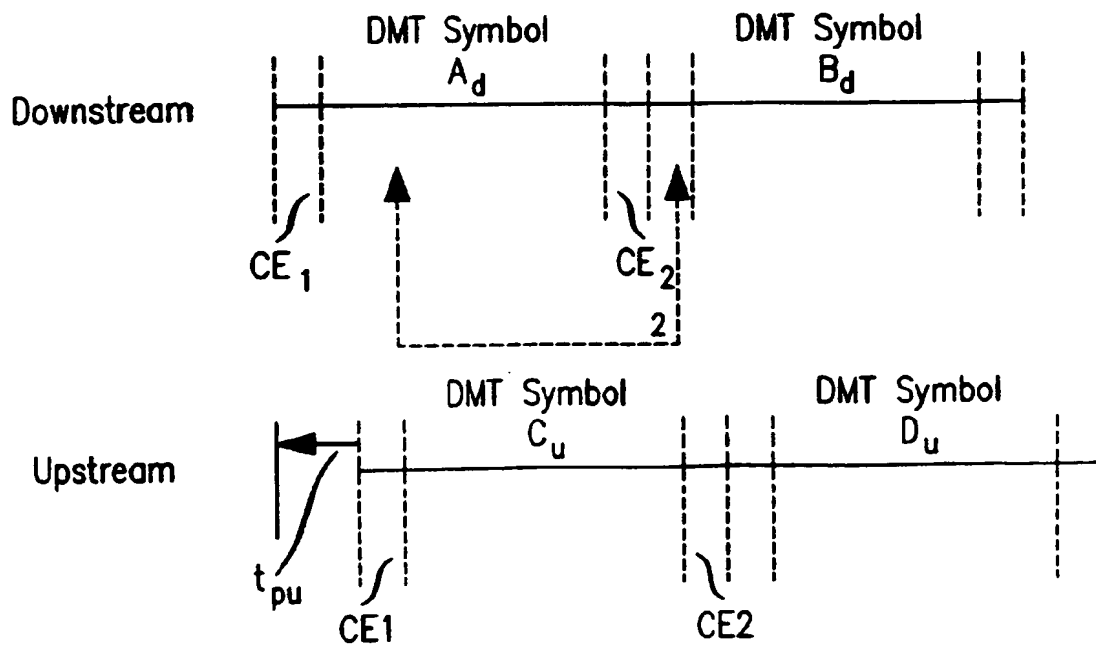 DMT Symbol
A_d
DMT Symbol
B_d
Downstream
CE_1
CE_2
2
DMT Symbol
C_u
DMT Symbol
D_u
Upstream
t_pu
CE1
CE2